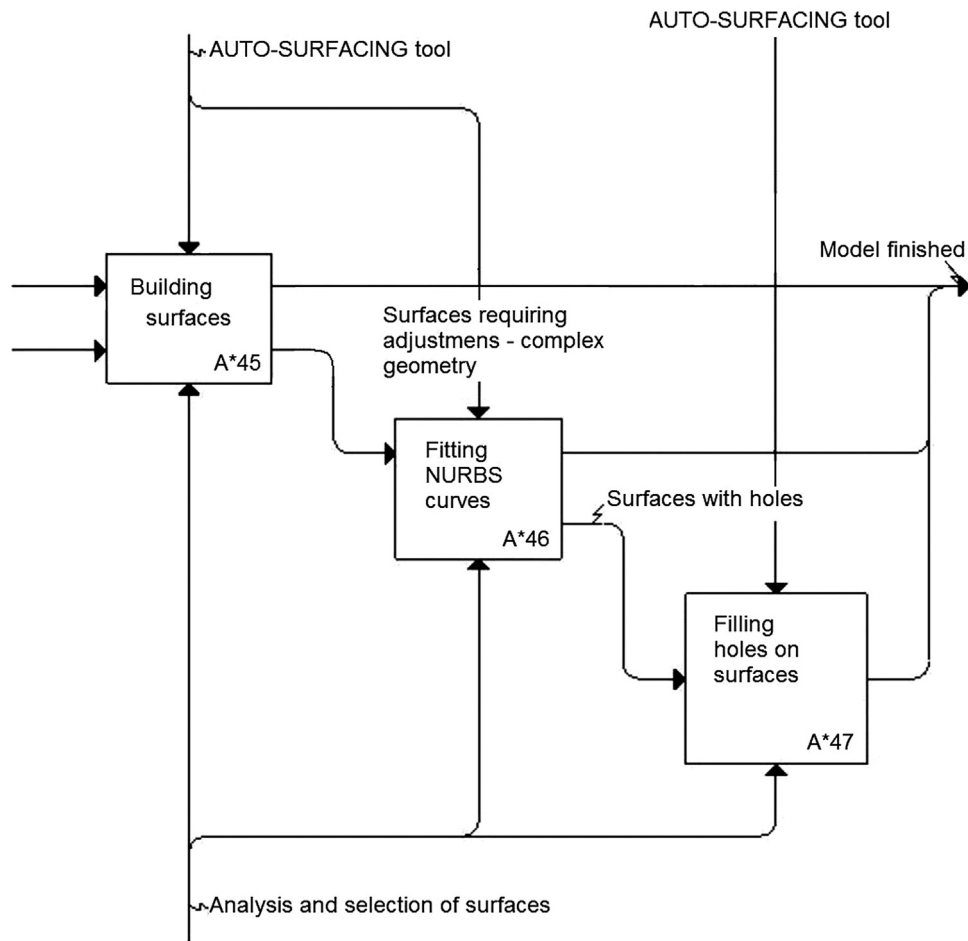 AUTO-SURFACING tool
AUTO-SURFACING tool
Model finished
Building
surfaces
A*45
Surfaces requiring
adjustmens - complex
geometry
Fitting
NURBS
curves
A*46
Surfaces with holes
Filling
holes on
surfaces
A*47
Analysis and selection of surfaces